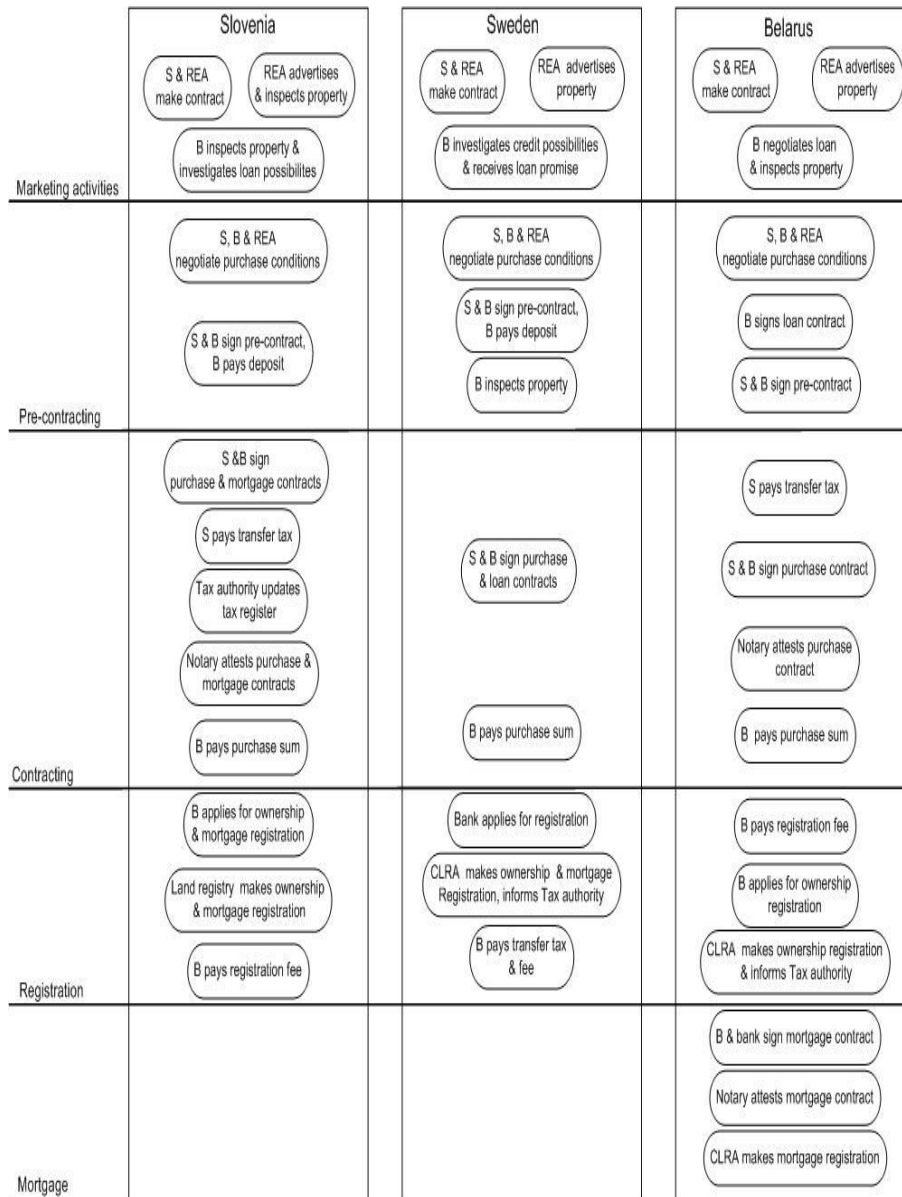 Slovenia
Sweden
Belarus
S & REA
make contract
REA advertises
& inspects property
S & REA
make contract
REA advertises
property
S & REA
make contract
REA advertises
property
B inspects property &
investigates loan possibilites
B investigates credit possibilities
& receives loan promise
B negotiates loan
& inspects property
Marketing activities
S, B & REA
negotiate purchase conditions
S, B & REA
negotiate purchase conditions
S, B & REA
negotiate purchase conditions
S & B sign pre-contract,
B pays deposit
S & B sign pre-contract,
B pays deposit
B signs loan contract
B inspects property
S & B sign pre-contract
Pre-contracting
S &B sign
purchase & mortgage contracts
S pays transfer tax
S pays transfer tax
Tax authority updates
tax register
S & B sign purchase
& loan contracts
S & B sign purchase contract
Notary attests purchase &
mortgage contracts
Notary attests purchase
contract
B pays purchase sum
B pays purchase sum
B pays purchase sum
Contracting
B applies for ownership
& mortgage registration
Bank applies for registration
B pays registration fee
Land registry makes ownership
& mortgage registration
CLRA makes ownership & mortgage
Registration, informs Tax authority
B applies for ownership
registration
B pays registration fee
B pays transfer tax
& fee
CLRA makes ownership registration
& informs Tax authority
Registration
B & bank sign mortgage contract
Notary attests mortgage contract
CLRA makes mortgage registration
Mortgage